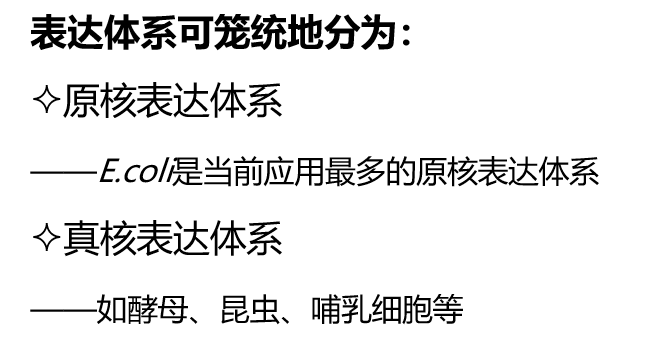 表达体系可笼统地分为：
✧原核表达体系
——E.coli是当前应用最多的原核表达体系
✧真核表达体系
——如酵母、昆虫、哺乳细胞等